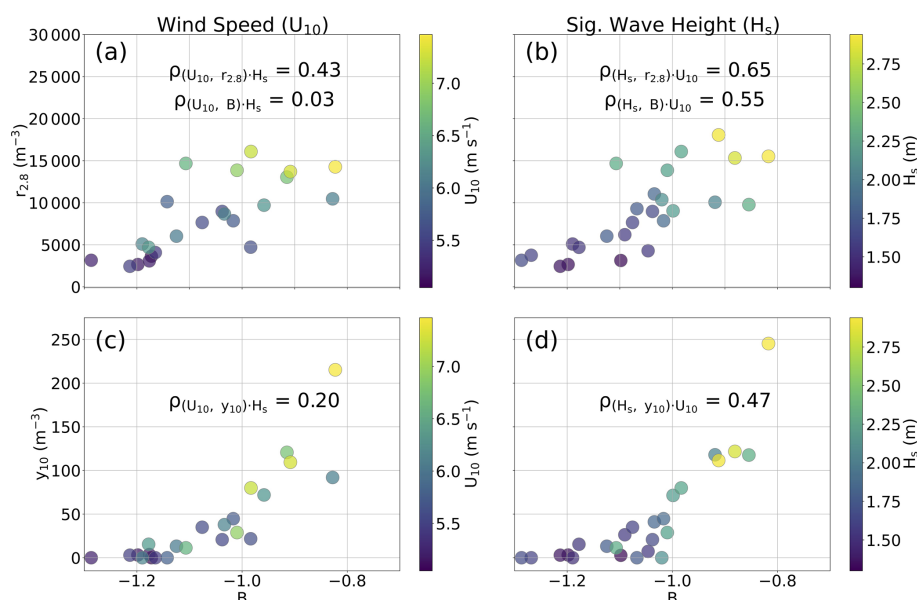 Wind Speed (U10)
Sig. Wave Height (Hs)
(a)
ρ(U10, r2.8)·Hs = 0.43
ρ(U10, B)·Hs = 0.03
30 000
25 000
20 000
15 000
10 000
5000
0
r2.8 (m−3)
7.0
6.5
6.0
5.5
U10 (m s−1)
(b)
ρ(Hs, r2.8)·U10 = 0.65
ρ(Hs, B)·U10 = 0.55
2.75
2.50
2.25
2.00
1.75
1.50
Hs (m)
(c)
ρ(U10, y10)·Hs = 0.20
250
200
150
100
50
0
y10 (m−3)
−1.2
−1.0
−0.8
B
7.0
6.5
6.0
5.5
U10 (m s−1)
(d)
ρ(Hs, y10)·U10 = 0.47
−1.2
−1.0
−0.8
B
2.75
2.50
2.25
2.00
1.75
1.50
Hs (m)